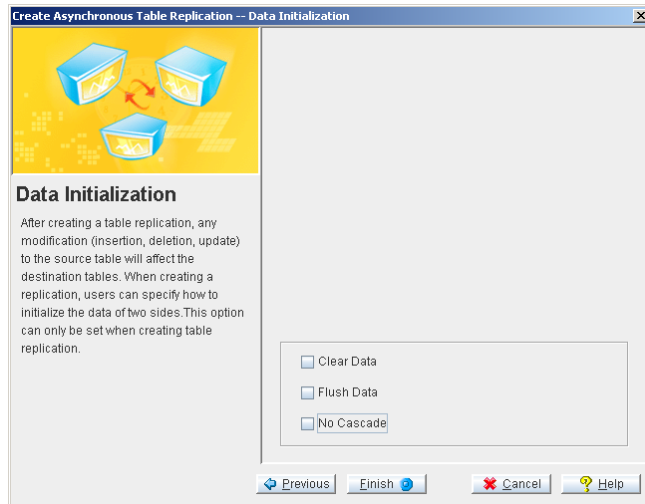 Create Asynchronous Table Replication -- Data Initialization
Data Initialization
After creating a table replication, any
modification (insertion, deletion, update)
to the source table will affect the
destination tables. When creating a
replication, users can specify how to
initialize the data of two sides.This option
can only be set when creating table
replication.
Clear Data
Flush Data
No Cascade
Previous
Finish
Cancel
Help